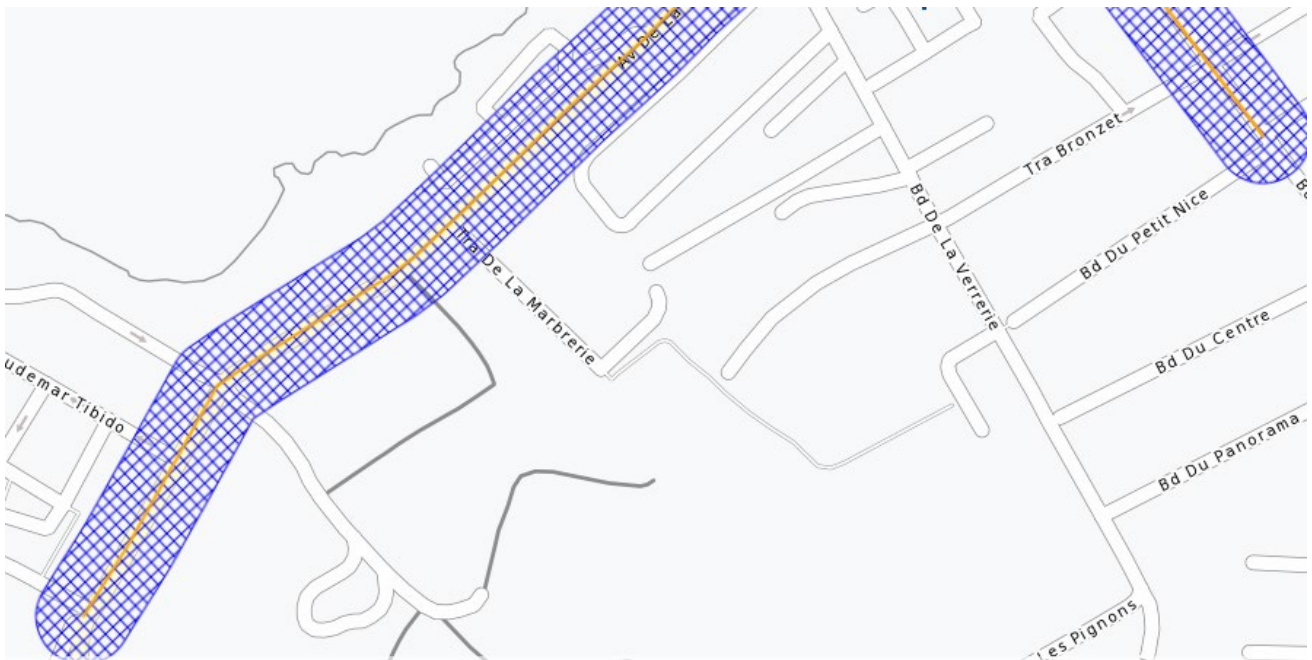 Av De La
Tra Bronzet
Bd De La Verrerie
Bd Du Petit Nice
Tra De La Marbrerie
Bd Du Centre
udemar Tibido
Bd Du Panorama
Les Pignons